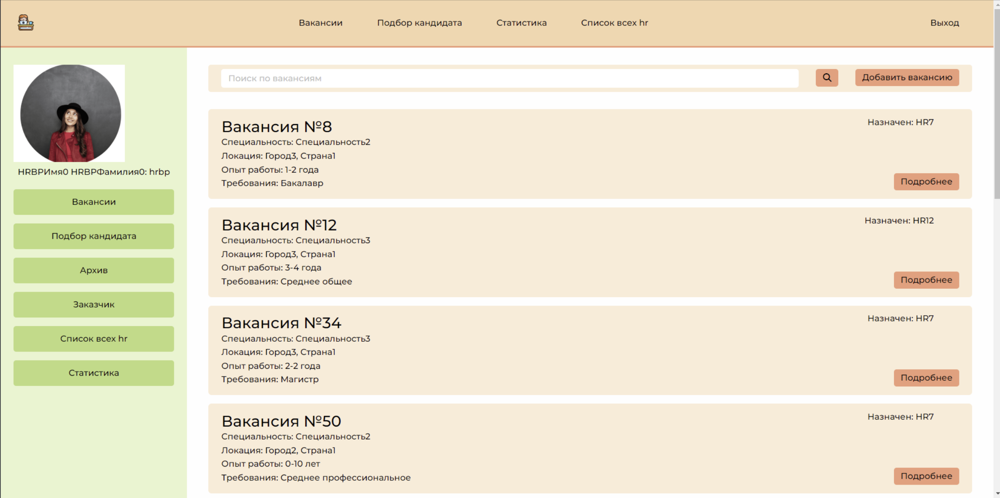 Вакансии
Подбор кандидата
Статистика
Список всех hr
Выход
HRBPИмя0 HRBPФамилия0: hrbp
Вакансии
Подбор кандидата
Архив
Заказчик
Список всех hr
Статистика
Поиск по вакансиям
Добавить вакансию
Вакансия №8
Назначен: HR7
Специальность: Специальность2
Локация: Город3, Страна1
Опыт работы: 1-2 года
Требования: Бакалавр
Подробнее
Вакансия №12
Назначен: HR12
Специальность: Специальность3
Локация: Город3, Страна1
Опыт работы: 3-4 года
Требования: Среднее общее
Подробнее
Вакансия №34
Назначен: HR7
Специальность: Специальность3
Локация: Город3, Страна1
Опыт работы: 2-2 года
Требования: Магистр
Подробнее
Вакансия №50
Назначен: HR7
Специальность: Специальность2
Локация: Город2, Страна1
Опыт работы: 0-10 лет
Требования: Среднее профессиональное
Подробнее